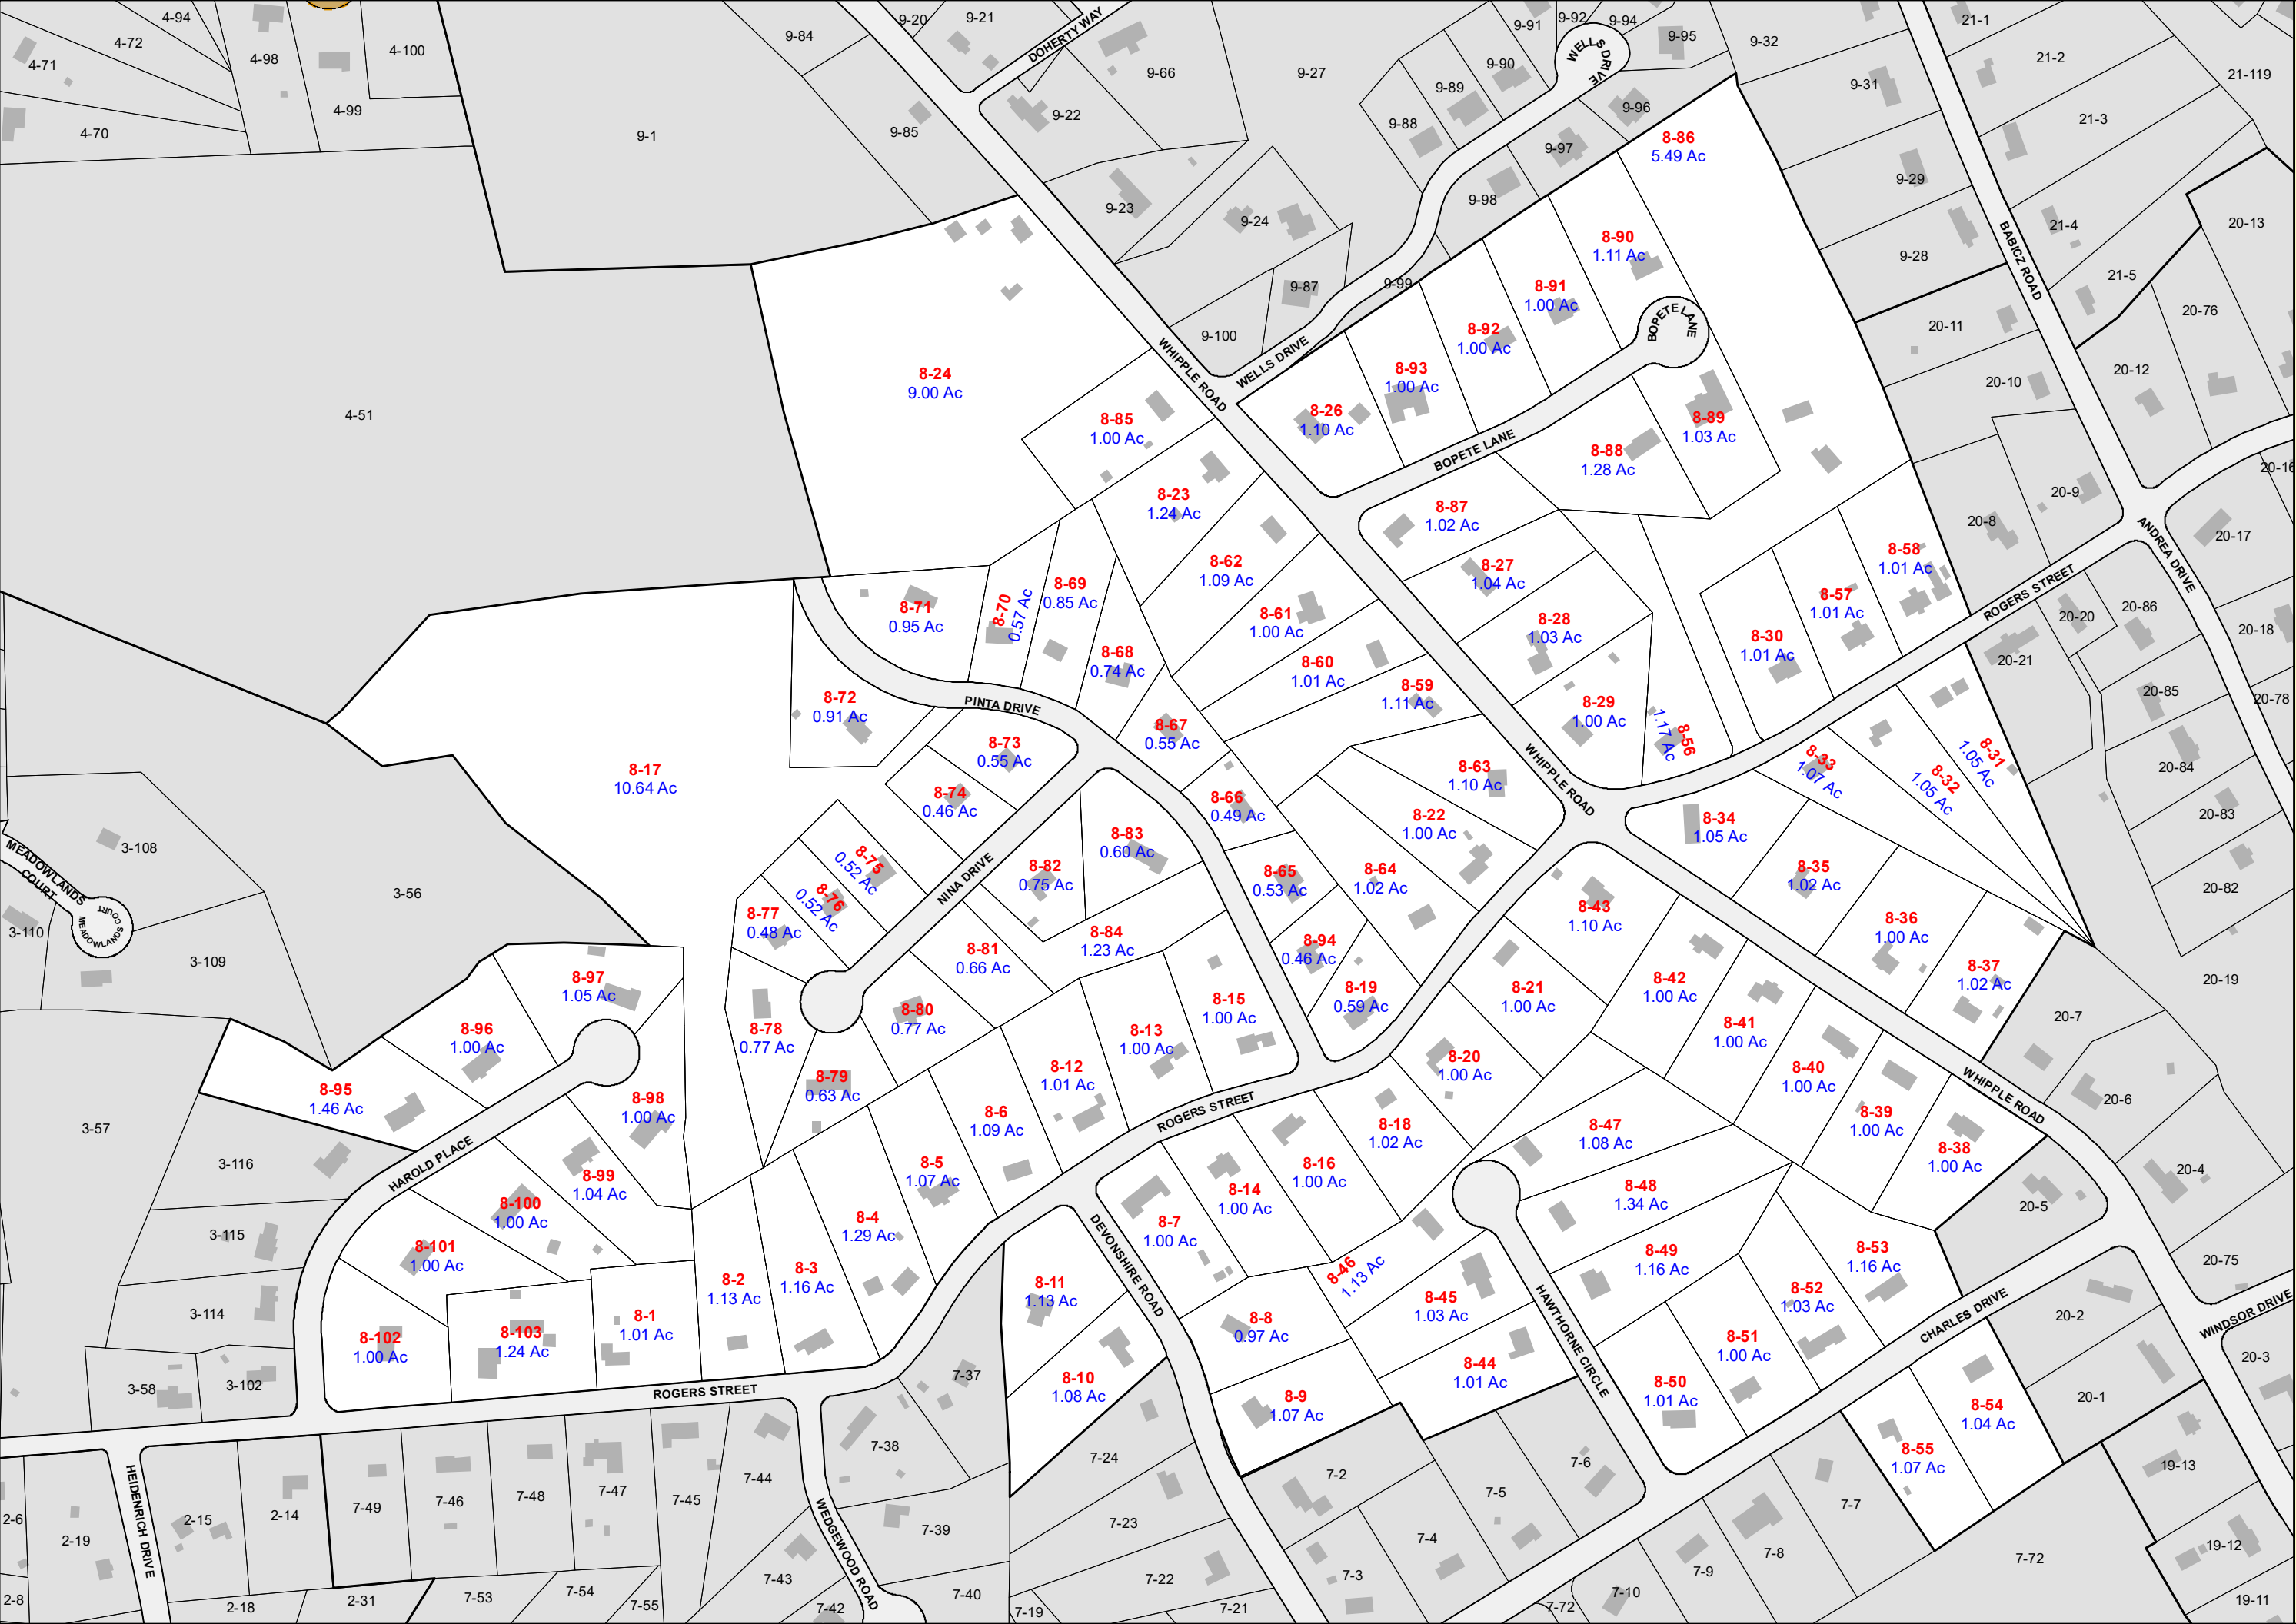 4-94
4-72
4-71
4-70
4-98
4-99
4-100
9-1
9-84
9-85
9-20
9-21
DOHERTY WAY
9-66
9-22
9-23
9-24
9-27
9-87
9-100
9-88
9-89
9-90
9-91
9-92
9-94
9-95
9-96
9-97
9-98
9-99
WELLS DRIVE
9-32
9-31
9-29
9-28
21-1
21-2
21-119
21-3
21-4
21-5
20-13
20-76
20-11
20-10
20-12
20-9
20-8
20-16
20-17
BABICZ ROAD
ANDREA DRIVE
4-51
8-24
9.00 Ac
8-85
1.00 Ac
WHIPPLE ROAD
WELLS DRIVE
8-86
5.49 Ac
8-90
1.11 Ac
8-91
1.00 Ac
8-92
1.00 Ac
8-93
1.00 Ac
8-26
1.10 Ac
BOPETE LANE
BOPETE LANE
8-89
1.03 Ac
8-88
1.28 Ac
8-87
1.02 Ac
8-23
1.24 Ac
8-62
1.09 Ac
8-61
1.00 Ac
8-60
1.01 Ac
8-59
1.11 Ac
8-27
1.04 Ac
8-28
1.03 Ac
8-29
1.00 Ac
8-56
1.17 Ac
8-30
1.01 Ac
8-57
1.01 Ac
8-58
1.01 Ac
ROGERS STREET
20-20
20-86
20-21
20-18
20-85
20-78
20-84
20-83
20-82
20-19
8-71
0.95 Ac
8-70
0.57 Ac
8-69
0.85 Ac
8-68
0.74 Ac
8-67
0.55 Ac
8-72
0.91 Ac
PINTA DRIVE
8-73
0.55 Ac
8-74
0.46 Ac
8-17
10.64 Ac
8-66
0.49 Ac
8-63
1.10 Ac
WHIPPLE ROAD
8-22
1.00 Ac
8-64
1.02 Ac
8-65
0.53 Ac
8-94
0.46 Ac
8-19
0.59 Ac
8-83
0.60 Ac
8-82
0.75 Ac
8-84
1.23 Ac
8-81
0.66 Ac
8-80
0.77 Ac
NINA DRIVE
8-75
0.52 Ac
8-76
0.52 Ac
8-77
0.48 Ac
8-78
0.77 Ac
8-79
0.63 Ac
8-33
1.07 Ac
8-32
1.05 Ac
8-31
1.05 Ac
8-34
1.05 Ac
8-35
1.02 Ac
8-36
1.00 Ac
8-37
1.02 Ac
8-43
1.10 Ac
8-42
1.00 Ac
8-41
1.00 Ac
8-40
1.00 Ac
8-39
1.00 Ac
8-38
1.00 Ac
WHIPPLE ROAD
20-7
20-6
20-4
20-5
20-75
20-2
20-1
20-3
WINDSOR DRIVE
MEADOWLANDS
COURT
MEADOWLANDS
COURT
3-108
3-110
3-109
3-56
3-57
3-116
3-115
3-114
3-58
3-102
8-95
1.46 Ac
8-96
1.00 Ac
8-97
1.05 Ac
8-98
1.00 Ac
8-99
1.04 Ac
8-100
1.00 Ac
8-101
1.00 Ac
8-102
1.00 Ac
8-103
1.24 Ac
HAROLD PLACE
8-1
1.01 Ac
8-2
1.13 Ac
8-3
1.16 Ac
8-4
1.29 Ac
8-5
1.07 Ac
8-6
1.09 Ac
8-12
1.01 Ac
8-13
1.00 Ac
8-15
1.00 Ac
ROGERS STREET
8-20
1.00 Ac
8-21
1.00 Ac
8-18
1.02 Ac
8-16
1.00 Ac
8-14
1.00 Ac
8-7
1.00 Ac
8-8
0.97 Ac
8-9
1.07 Ac
8-11
1.13 Ac
8-10
1.08 Ac
DEVONSHIRE ROAD
8-47
1.08 Ac
8-48
1.34 Ac
8-46
1.13 Ac
8-45
1.03 Ac
8-44
1.01 Ac
HAWTHORNE CIRCLE
8-49
1.16 Ac
8-50
1.01 Ac
8-51
1.00 Ac
8-52
1.03 Ac
8-53
1.16 Ac
CHARLES DRIVE
8-54
1.04 Ac
8-55
1.07 Ac
ROGERS STREET
HEIDENRICH DRIVE
WEDGEWOOD ROAD
2-6
2-19
2-8
2-15
2-14
2-18
2-31
7-49
7-46
7-48
7-47
7-45
7-44
7-53
7-54
7-55
7-43
7-42
7-37
7-38
7-39
7-40
7-24
7-23
7-22
7-19
7-21
7-2
7-3
7-4
7-5
7-6
7-72
7-10
7-9
7-8
7-7
7-72
19-13
19-12
19-11